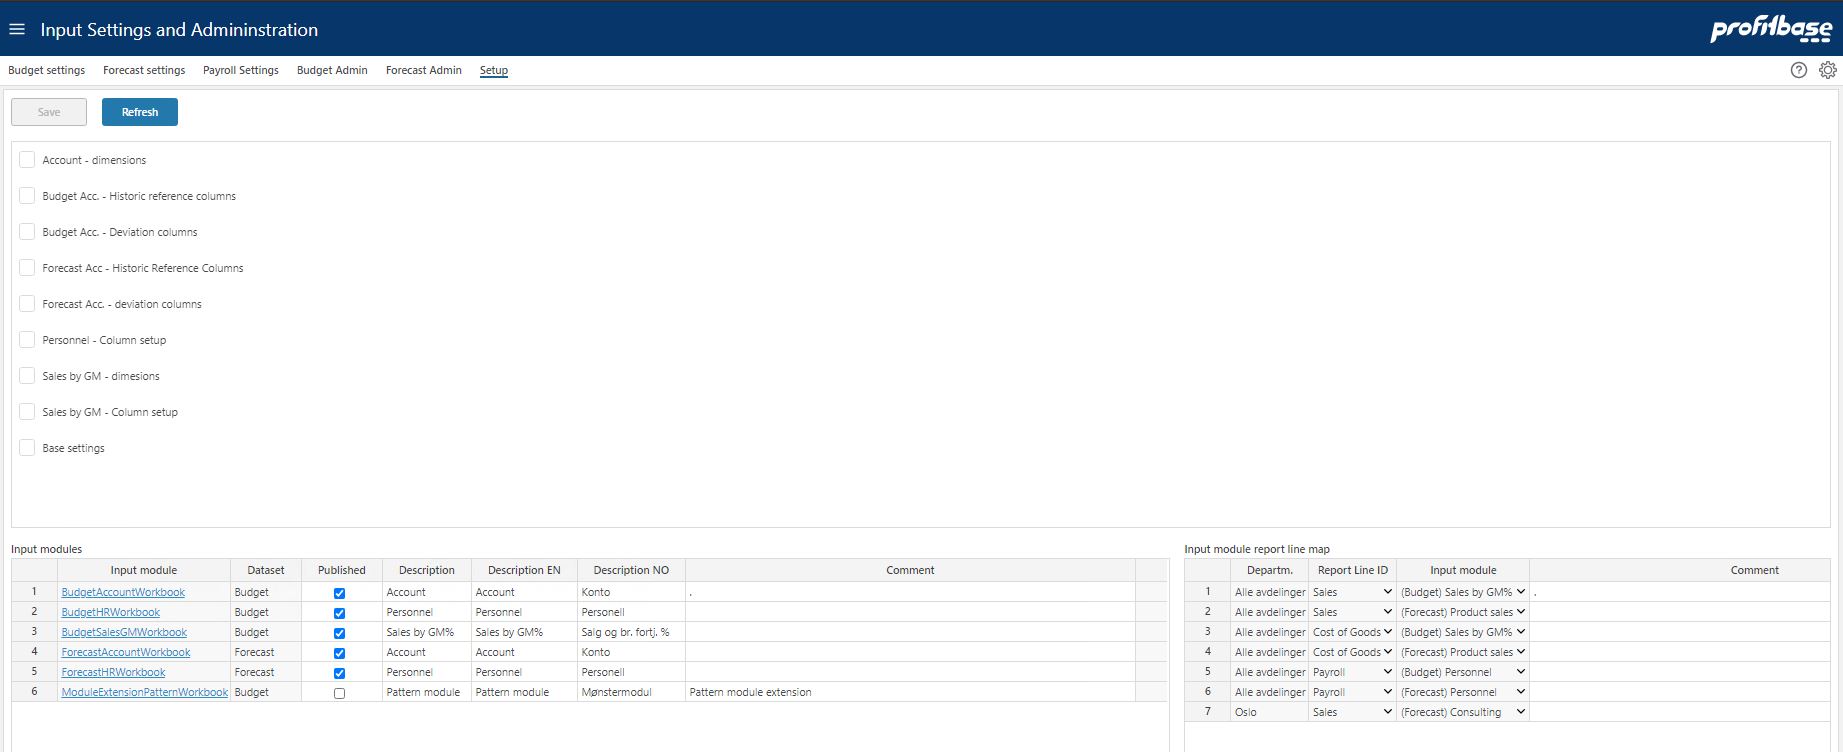 Input Settings and Admininstration
profitbase
Budget settings Forecast settings Payroll Settings Budget Admin Forecast Admin Setup
Save Refresh
Account - dimensions
Budget Acc. - Historic reference columns
Budget Acc. - Deviation columns
Forecast Acc - Historic Reference Columns
Forecast Acc. - deviation columns
Personnel - Column setup
Sales by GM - dimesions
Sales by GM - Column setup
Base settings
Input modules
Input module Dataset Published Description Description EN Description NO Comment
1 BudgetAccountWorkbook Budget Account Account Konto .
2 BudgetHRWorkbook Budget Personnel Personnel Personell
3 BudgetSalesGMWorkbook Budget Sales by GM% Sales by GM% Salg og br. fortj. %
4 ForecastAccountWorkbook Forecast Account Account Konto
5 ForecastHRWorkbook Forecast Personnel Personnel Personell
6 ModuleExtensionPatternWorkbook Budget Pattern module Pattern module Mønstermodul Pattern module extension
Input module report line map
Departm. Report Line ID Input module Comment
1 Alle avdelinger Sales (Budget) Sales by GM% .
2 Alle avdelinger Sales (Forecast) Product sales
3 Alle avdelinger Cost of Goods (Budget) Sales by GM%
4 Alle avdelinger Cost of Goods (Forecast) Product sales
5 Alle avdelinger Payroll (Budget) Personnel
6 Alle avdelinger Payroll (Forecast) Personnel
7 Oslo Sales (Forecast) Consulting